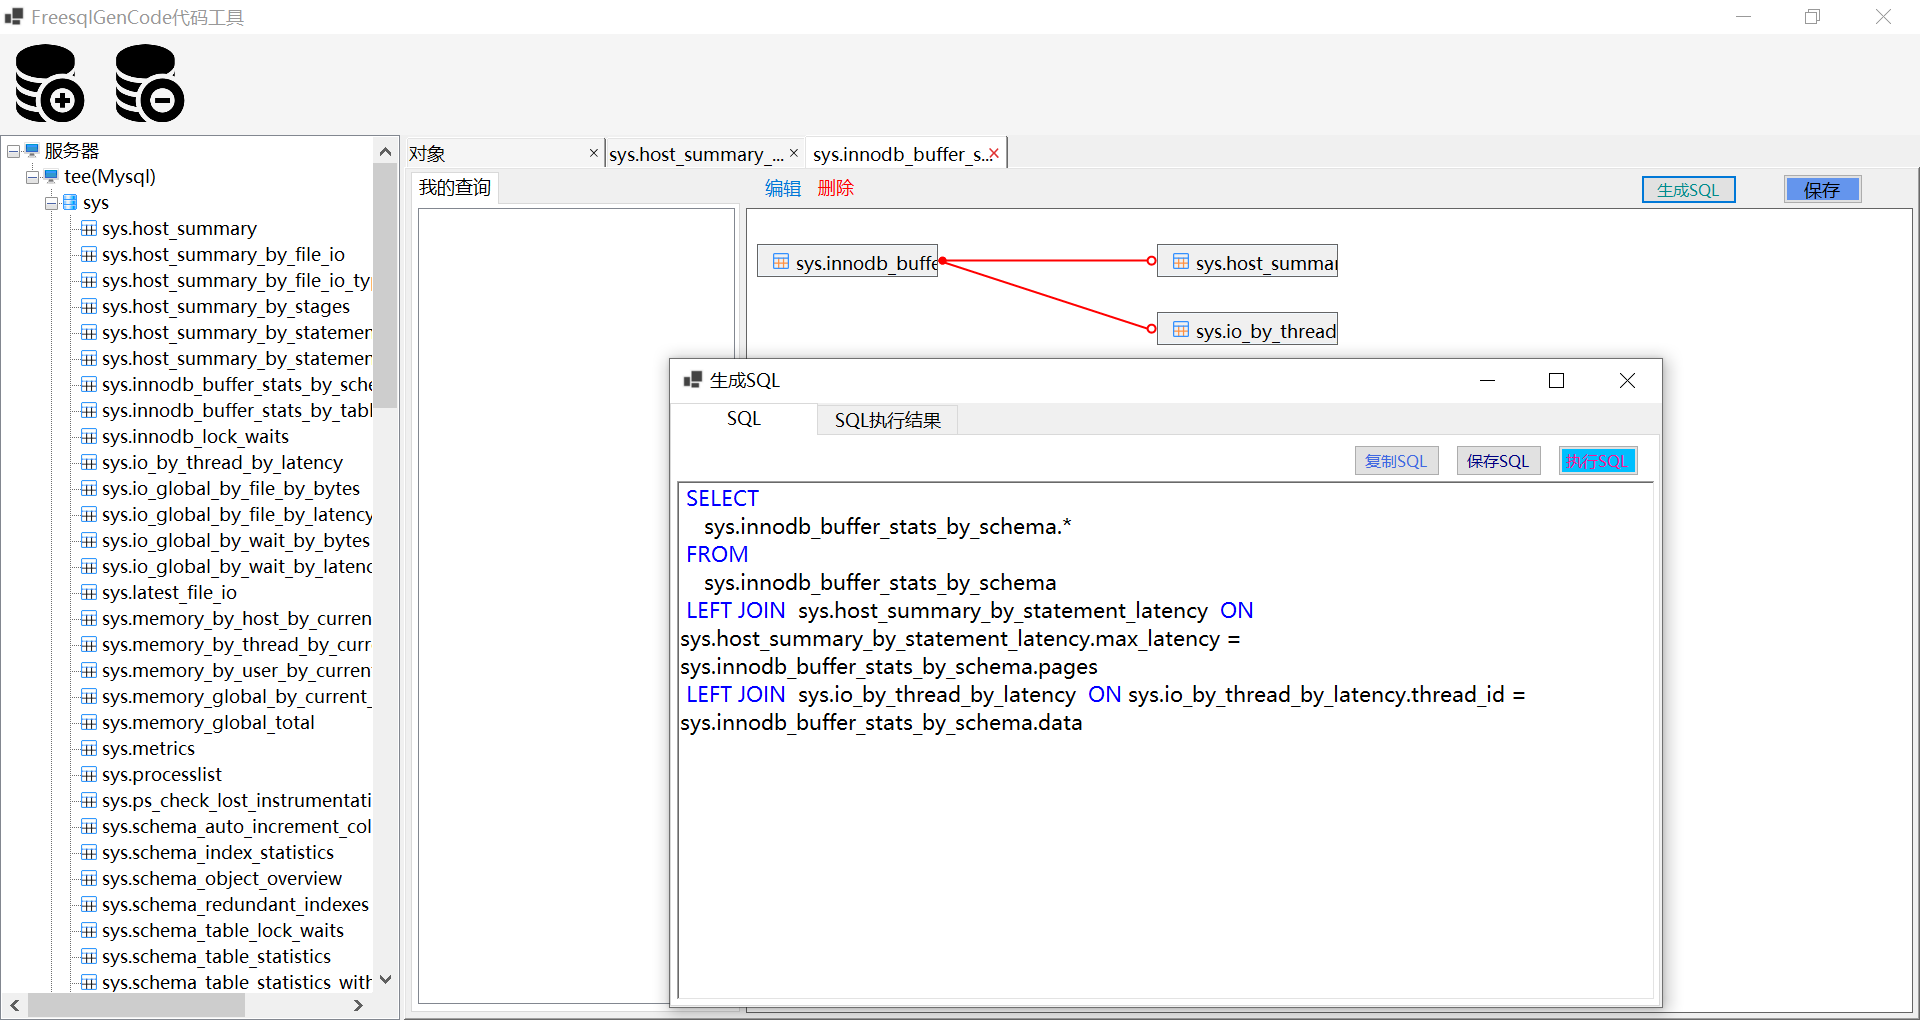 FreesqlGenCode代码工具
服务器
tee(Mysql)
sys
sys.host_summary
sys.host_summary_by_file_io
sys.host_summary_by_file_io_ty
sys.host_summary_by_stages
sys.host_summary_by_statemer
sys.host_summary_by_statemer
sys.innodb_buffer_stats_by_sche
sys.innodb_buffer_stats_by_tabl
sys.innodb_lock_waits
sys.io_by_thread_by_latency
sys.io_global_by_file_by_bytes
sys.io_global_by_file_by_latency
sys.io_global_by_wait_by_bytes
sys.io_global_by_wait_by_latenc
sys.latest_file_io
sys.memory_by_host_by_curren
sys.memory_by_thread_by_curr
sys.memory_by_user_by_curren
sys.memory_global_by_current_
sys.memory_global_total
sys.metrics
sys.processlist
sys.ps_check_lost_instrumentati
sys.schema_auto_increment_col
sys.schema_index_statistics
sys.schema_object_overview
sys.schema_redundant_indexes
sys.schema_table_lock_waits
sys.schema_table_statistics
sys.schema_table_statistics_with
对象
sys.host_summary_...
sys.innodb_buffer_s...
我的查询
编辑 删除
生成SQL
保存
sys.innodb_buffe
sys.host_summar
sys.io_by_thread
生成SQL
SQL
SQL执行结果
复制SQL
保存SQL
执行SQL
SELECT
sys.innodb_buffer_stats_by_schema.*
FROM
sys.innodb_buffer_stats_by_schema
LEFT JOIN sys.host_summary_by_statement_latency ON
sys.host_summary_by_statement_latency.max_latency =
sys.innodb_buffer_stats_by_schema.pages
LEFT JOIN sys.io_by_thread_by_latency ON sys.io_by_thread_by_latency.thread_id =
sys.innodb_buffer_stats_by_schema.data